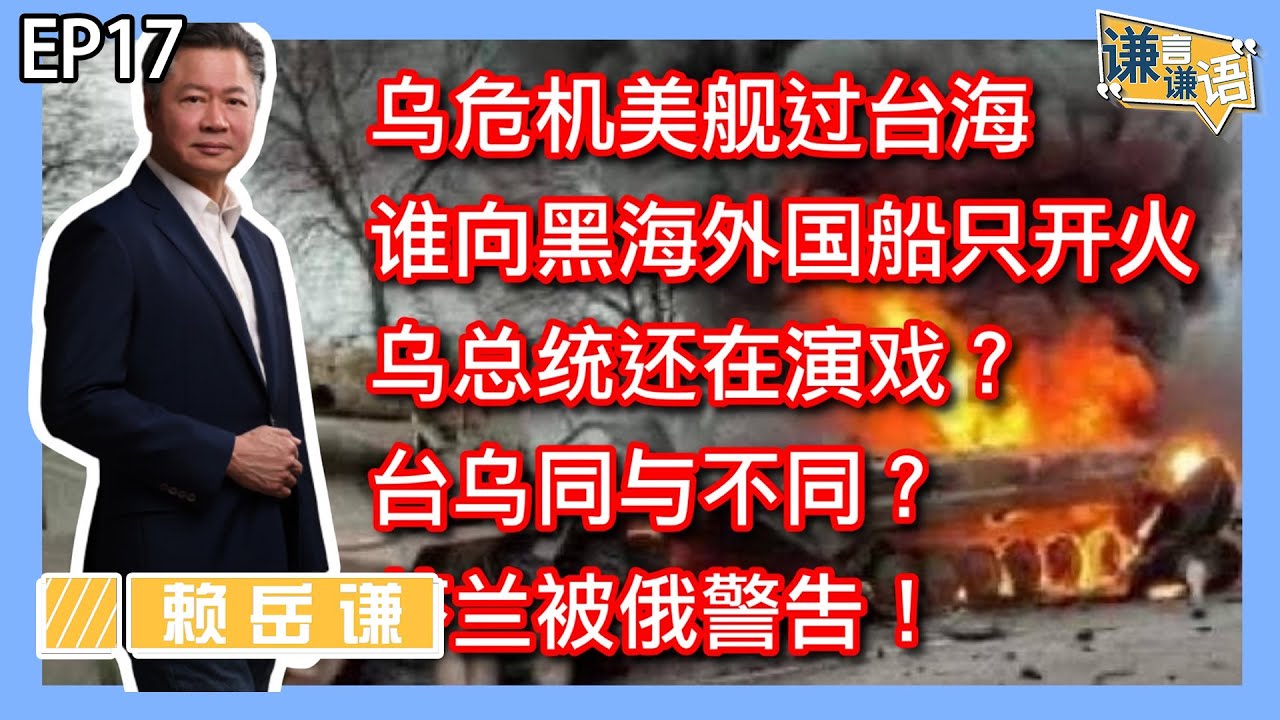 EP17
谦言谦语
乌危机美舰过台海
谁向黑海外国船只开火
乌总统还在演戏？
台乌同与不同？
兰被俄警告！
赖岳谦